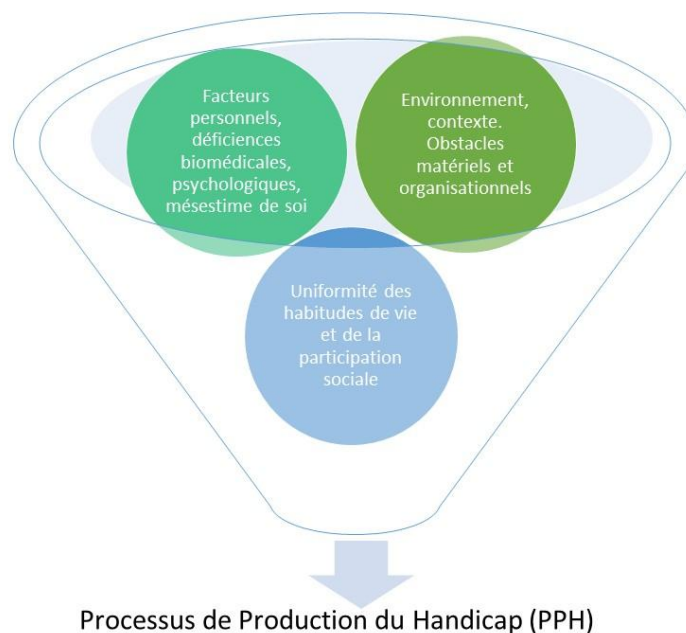 Facteurs
personnels,
déficiences
biomédicales,
psychologiques,
mésestime de soi
Environnement,
contexte.
Obstacles
matériels et
organisationnels
Uniformité des
habitudes de vie
et de la
participation
sociale
Processus de Production du Handicap (PPH)